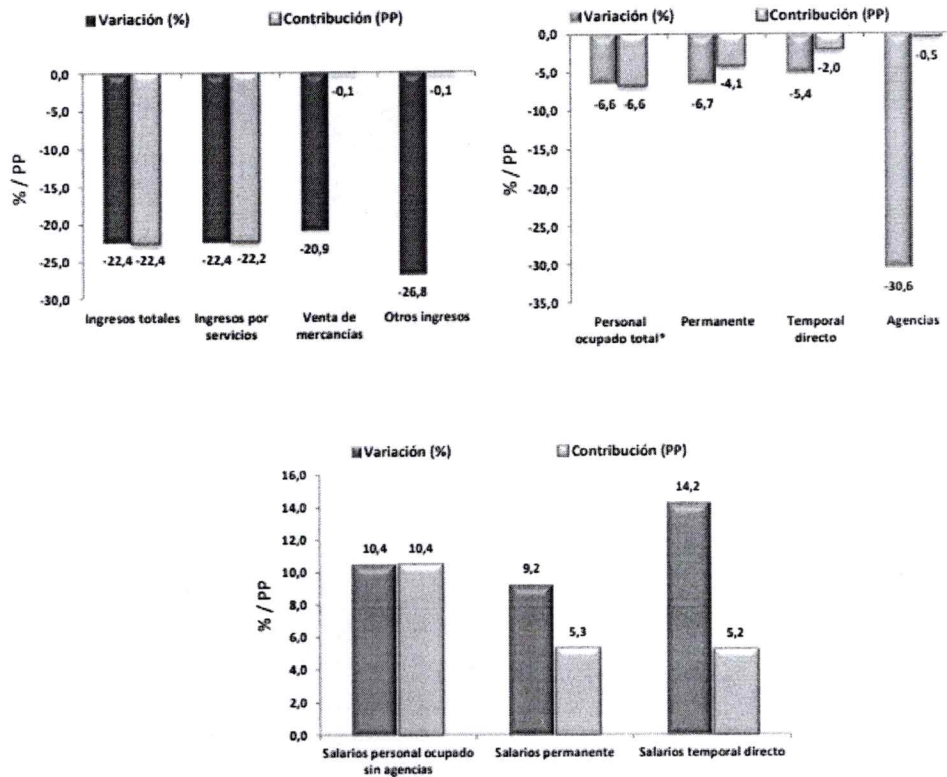 Variación (%) Contribución (PP)
0,0
-5,0
-10,0
-15,0
-20,0
-25,0
-30,0
% / PP
-22,4 -22,4
-22,4 -22,2
-20,9
-0,1
-26,8
-0,1
Ingresos totales
Ingresos por
servicios
Venta de
mercancías
Otros ingresos
Variación (%) Contribución (PP)
0,0
-5,0
-10,0
-15,0
-20,0
-25,0
-30,0
-35,0
% / PP
-6,6 -6,6
-6,7
-4,1
-5,4
-2,0
-30,6
-0,5
Personal
ocupado total*
Permanente
Temporal
directo
Agencias
Variación (%) Contribución (PP)
16,0
14,0
12,0
10,0
8,0
6,0
4,0
2,0
0,0
% / PP
10,4 10,4
9,2
5,3
14,2
5,2
Salarios personal ocupado
sin agencias
Salarios permanente
Salarios temporal directo